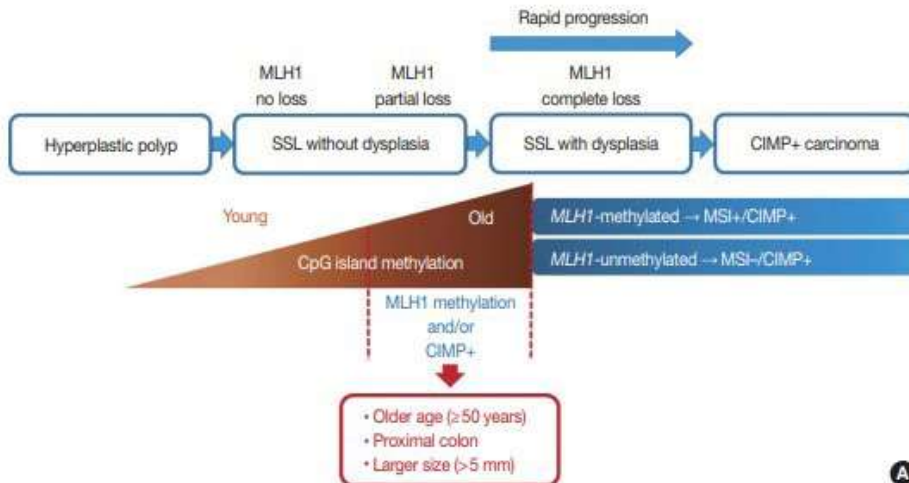 Rapid progression
MLH1
no loss
MLH1
partial loss
MLH1
complete loss
Hyperplastic polyp
SSL without dysplasia
SSL with dysplasia
CIMP+ carcinoma
Young
Old
CpG island methylation
MLH1-methylated → MSI+/CIMP+
MLH1-unmethylated → MSI–/CIMP+
MLH1 methylation
and/or
CIMP+
• Older age (≥50 years)
• Proximal colon
• Larger size (>5 mm)
A